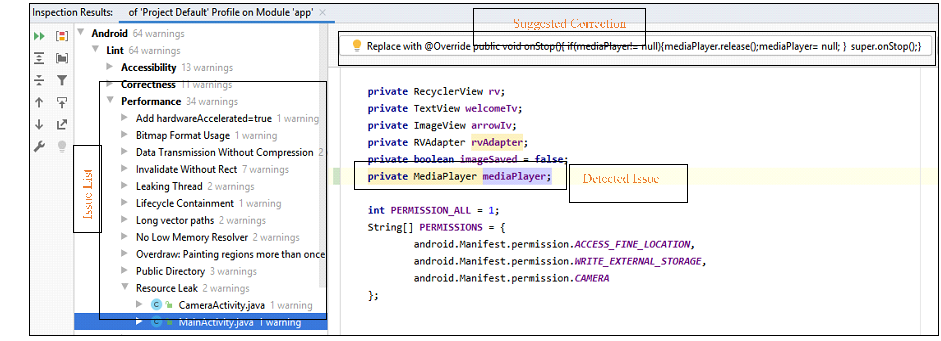 Inspection Results: of 'Project Default' Profile on Module 'app'
Suggested Correction
Android 64 warnings
Lint 64 warnings
Accessibility 13 warnings
Correctness 11 warnings
Performance 34 warnings
Add hardwareAccelerated=true 1 warning
Bitmap Format Usage 1 warning
Data Transmission Without Compression 2
Invalidate Without Rect 7 warnings
Leaking Thread 2 warnings
Lifecycle Containment 1 warning
Long vector paths 2 warnings
No Low Memory Resolver 2 warnings
Overdraw: Painting regions more than once
Public Directory 3 warnings
Resource Leak 2 warnings
CameraActivity.java 1 warning
MainActivity.java 1 warning
Issue List
Replace with @Override public void onStop(){ if(mediaPlayer!= null){mediaPlayer.release();mediaPlayer= null; } super.onStop();}
private RecyclerView rv;
private TextView welcomeTv;
private ImageView arrowIv;
private RVAdapter rvAdapter;
private boolean imageSaved = false;
private MediaPlayer mediaPlayer;
Detected Issue
int PERMISSION_ALL = 1;
String[] PERMISSIONS = {
android.Manifest.permission.ACCESS_FINE_LOCATION,
android.Manifest.permission.WRITE_EXTERNAL_STORAGE,
android.Manifest.permission.CAMERA
};